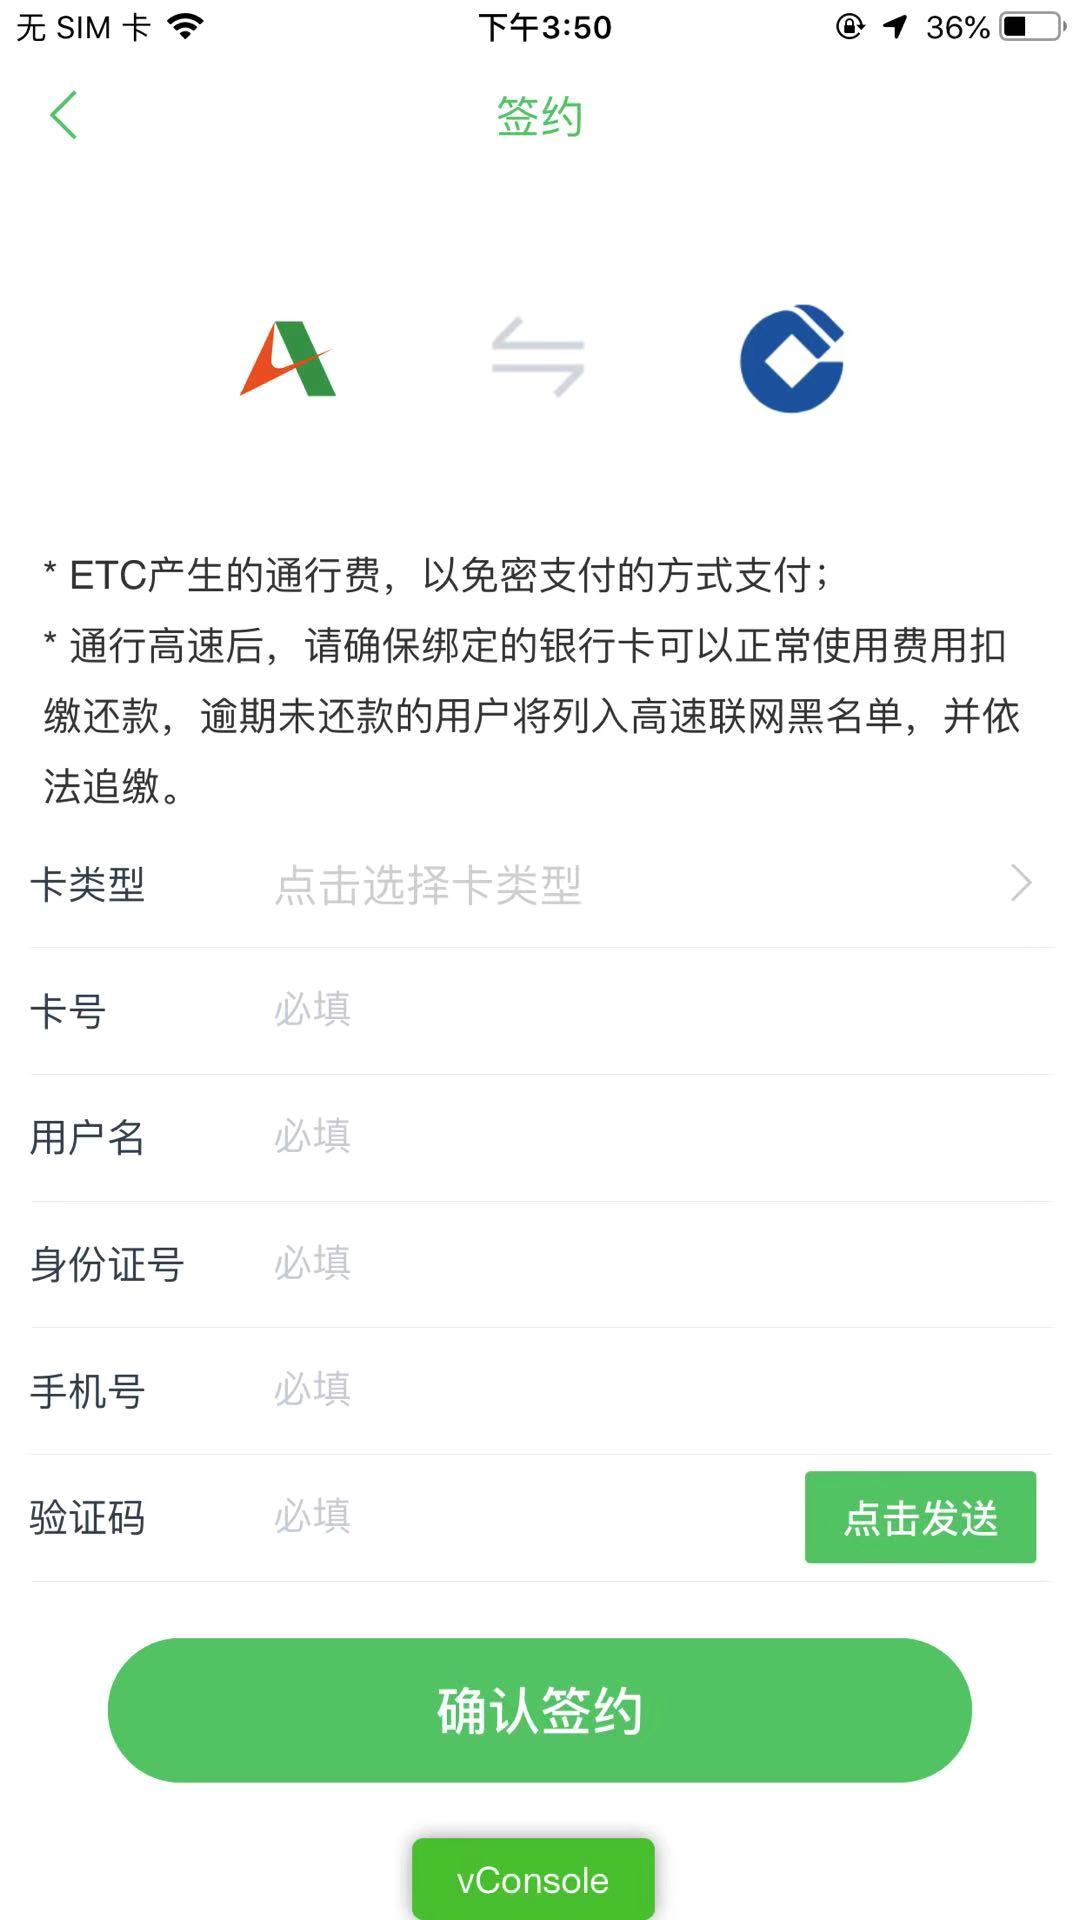 无 SIM 卡
下午3:50
36%
签约
* ETC产生的通行费，以免密支付的方式支付；
* 通行高速后，请确保绑定的银行卡可以正常使用费用扣
缴还款，逾期未还款的用户将列入高速联网黑名单，并依
法追缴。
卡类型 点击选择卡类型
卡号 必填
用户名 必填
身份证号 必填
手机号 必填
验证码 必填 点击发送
确认签约
vConsole